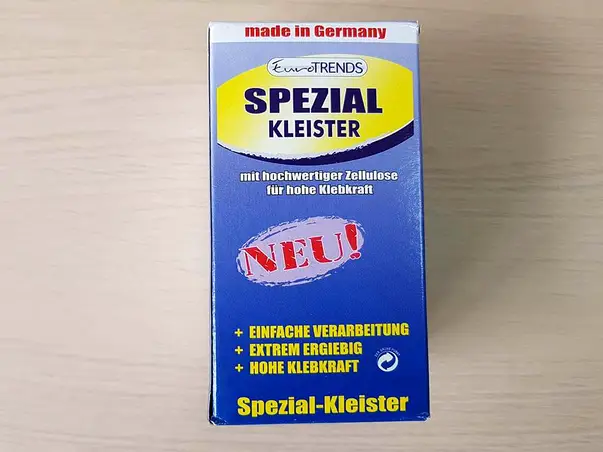 made in Germany
EuroTRENDS
SPEZIAL
KLEISTER
mit hochwertiger Zellulose
für hohe Klebkraft
NEU!
+ EINFACHE VERARBEITUNG
+ EXTREM ERGIEBIG
+ HOHE KLEBKRAFT
Spezial-Kleister